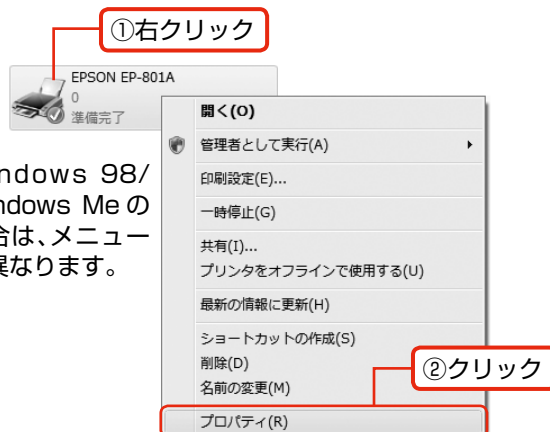 ①右クリック
EPSON EP-801A
0
準備完了
開く(O)
管理者として実行(A)
印刷設定(E)...
一時停止(G)
共有(I)...
プリンタをオフラインで使用する(U)
最新の情報に更新(H)
ショートカットの作成(S)
削除(D)
名前の変更(M)
プロパティ(R)
②クリック
ndows 98/
ndows Meの
合は、メニュー
異なります。